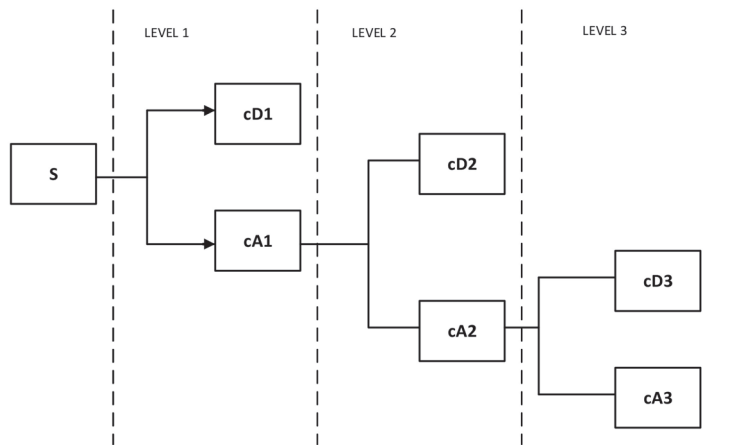 LEVEL 1
LEVEL 2
LEVEL 3
S
cD1
cA1
cD2
cA2
cD3
cA3